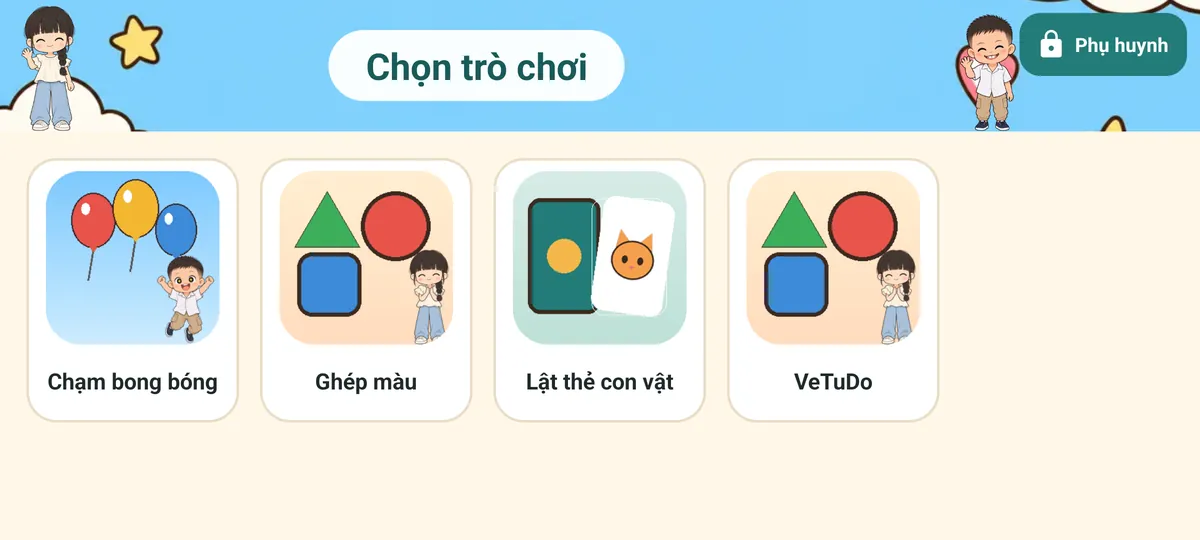 Chọn trò chơi
Phụ huynh
Chạm bong bóng
Ghép màu
Lật thẻ con vật
VeTuDo